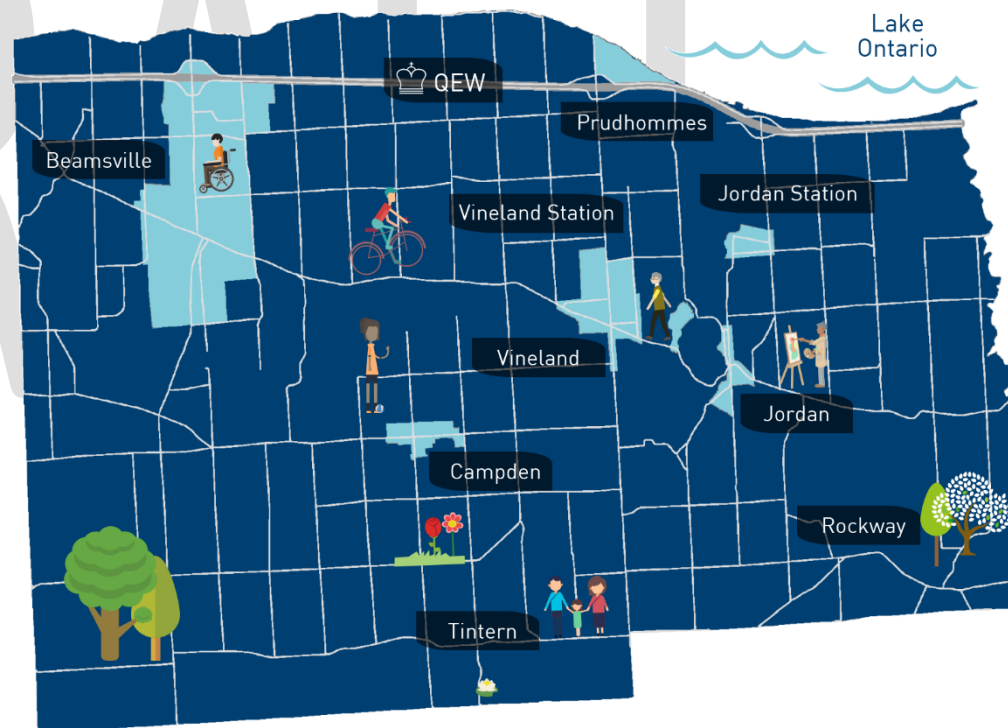 Lake
Ontario
QEW
Prudhommes
Beamsville
Jordan Station
Vineland Station
Vineland
Jordan
Campden
Rockway
Tintern